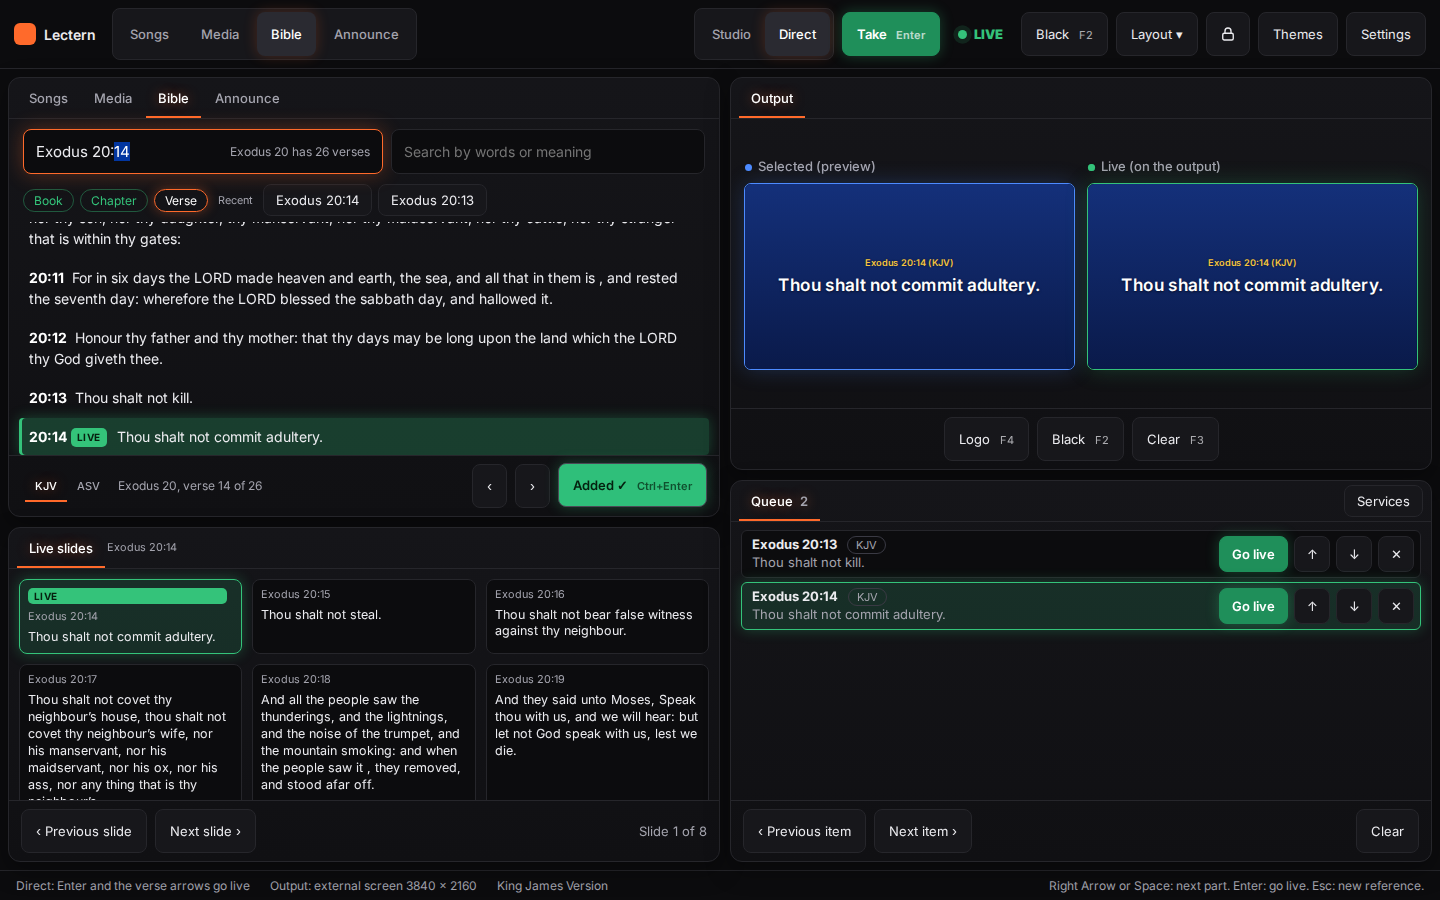 Lectern
Songs
Media
Bible
Announce
Studio
Direct
Take Enter
LIVE
Black F2
Layout ▾
Themes
Settings
Songs
Media
Bible
Announce
Exodus 20:14
Exodus 20 has 26 verses
Search by words or meaning
Book
Chapter
Verse
Recent
Exodus 20:14
Exodus 20:13
that is within thy gates:
20:11 For in six days the LORD made heaven and earth, the sea, and all that in them is , and rested
the seventh day: wherefore the LORD blessed the sabbath day, and hallowed it.
20:12 Honour thy father and thy mother: that thy days may be long upon the land which the LORD
thy God giveth thee.
20:13 Thou shalt not kill.
20:14 LIVE Thou shalt not commit adultery.
KJV
ASV
Exodus 20, verse 14 of 26
‹
›
Added ✓ Ctrl+Enter
Live slides
Exodus 20:14
LIVE
Exodus 20:14
Thou shalt not commit adultery.
Exodus 20:15
Thou shalt not steal.
Exodus 20:16
Thou shalt not bear false witness
against thy neighbour.
Exodus 20:17
Thou shalt not covet thy
neighbour’s house, thou shalt not
covet thy neighbour’s wife, nor
his manservant, nor his
maidservant, nor his ox, nor his
ass, nor any thing that is thy
Exodus 20:18
And all the people saw the
thunderings, and the lightnings,
and the noise of the trumpet, and
the mountain smoking: and when
the people saw it , they removed,
and stood afar off.
Exodus 20:19
And they said unto Moses, Speak
thou with us, and we will hear: but
let not God speak with us, lest we
die.
‹ Previous slide
Next slide ›
Slide 1 of 8
Output
Selected (preview)
Exodus 20:14 (KJV)
Thou shalt not commit adultery.
Live (on the output)
Exodus 20:14 (KJV)
Thou shalt not commit adultery.
Logo F4
Black F2
Clear F3
Queue 2
Services
Exodus 20:13 KJV
Thou shalt not kill.
Go live ↑ ↓ ✕
Exodus 20:14 KJV
Thou shalt not commit adultery.
Go live ↑ ↓ ✕
‹ Previous item
Next item ›
Clear
Direct: Enter and the verse arrows go live
Output: external screen 3840 × 2160
King James Version
Right Arrow or Space: next part. Enter: go live. Esc: new reference.